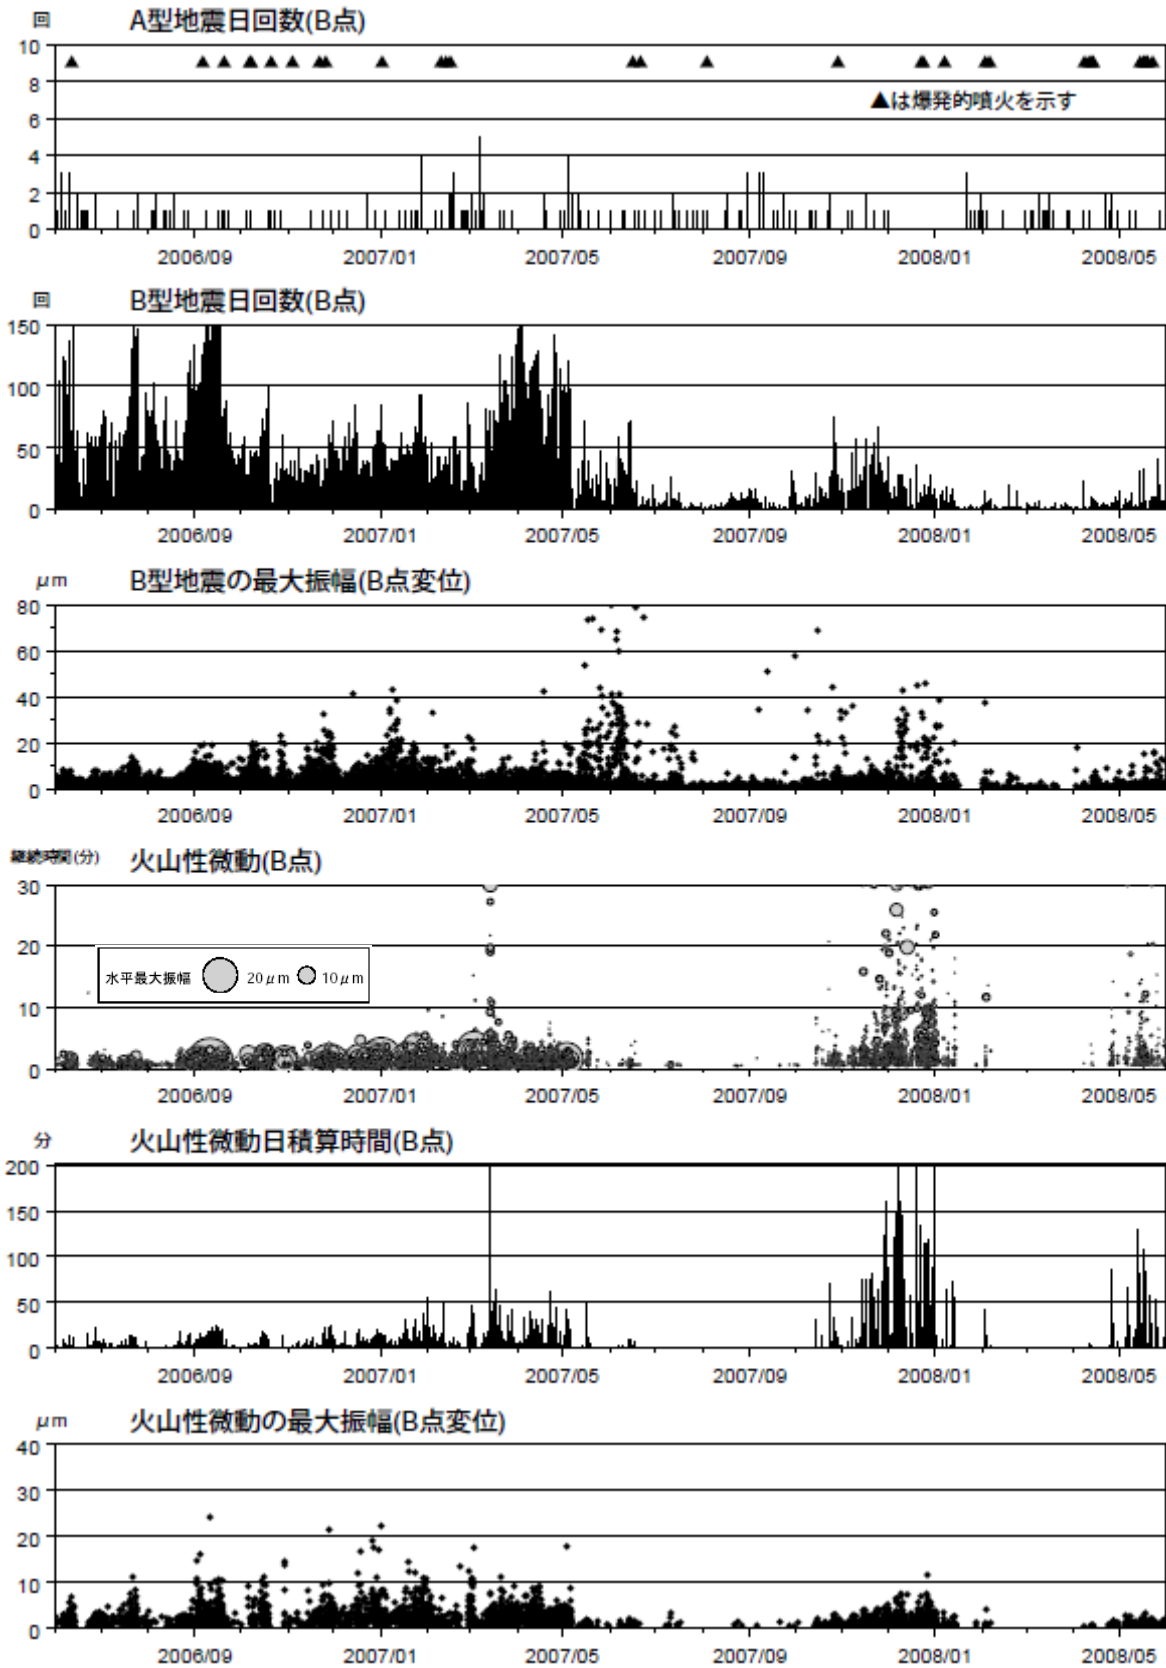 回 A型地震日回数(B点)
10
8
▲は爆発的噴火を示す
6
4
2
0
2006/09 2007/01 2007/05 2007/09 2008/01 2008/05
回 B型地震日回数(B点)
150
100
50
0
2006/09 2007/01 2007/05 2007/09 2008/01 2008/05
μm B型地震の最大振幅(B点変位)
80
60
40
20
0
2006/09 2007/01 2007/05 2007/09 2008/01 2008/05
継続時間(分) 火山性微動(B点)
30
20
水平最大振幅 20μm 10μm
10
0
2006/09 2007/01 2007/05 2007/09 2008/01 2008/05
分 火山性微動日積算時間(B点)
200
150
100
50
0
2006/09 2007/01 2007/05 2007/09 2008/01 2008/05
μm 火山性微動の最大振幅(B点変位)
40
30
20
10
0
2006/09 2007/01 2007/05 2007/09 2008/01 2008/05